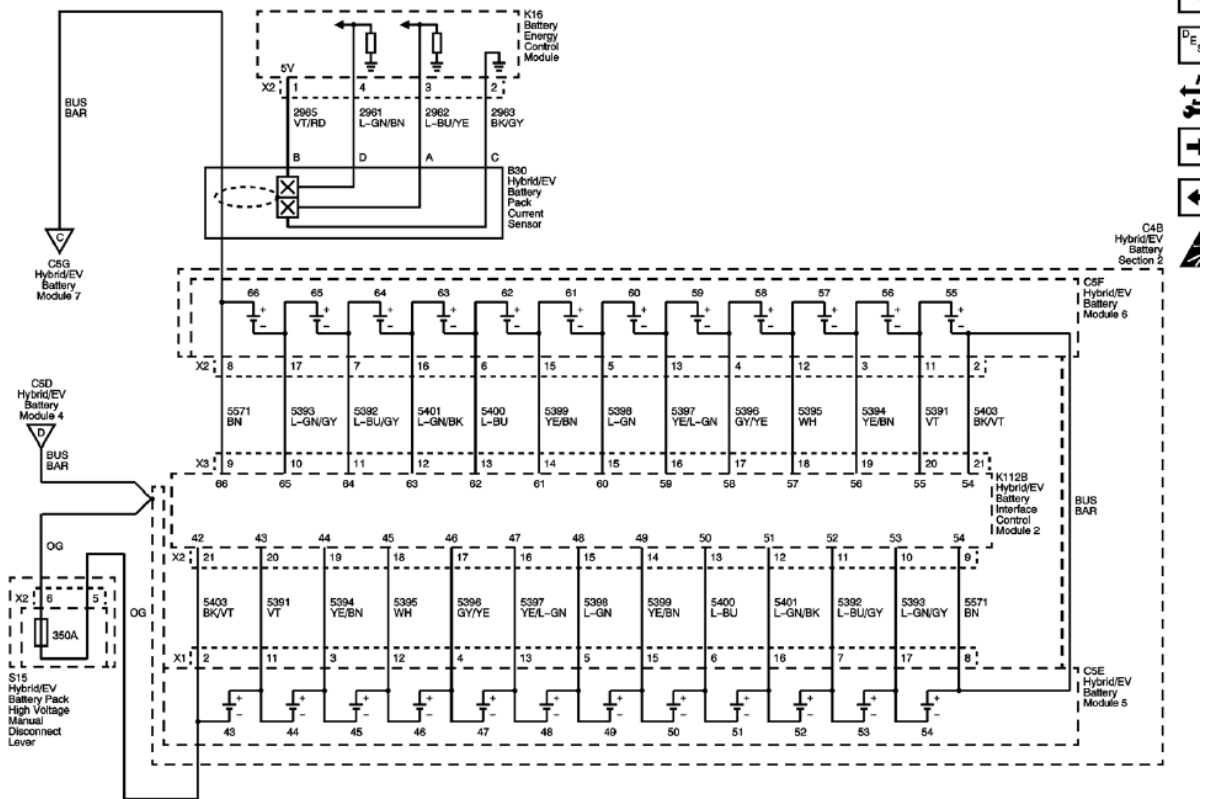 K16
Battery
Energy
Control
Module
5V
X2 1 4 3 2
BUS
BAR
2965
VT/RD
2961
L-GN/BN
2962
L-BU/YE
2963
BK/GY
B D A C
B30
Hybrid/EV
Battery
Pack
Current
Sensor
C
C5G
Hybrid/EV
Battery
Module 7
C4B
Hybrid/EV
Battery
Section 2
C5F
Hybrid/EV
Battery
Module 6
66 65 64 63 62 61 60 59 58 57 56 55
+ + + + + + + + + + + +
- - - - - - - - - - - -
X2 8 17 7 16 6 15 5 13 4 12 3 11 2
C5D
Hybrid/EV
Battery
Module 4
D
BUS
BAR
5571
BN
5393
L-GN/GY
5392
L-BU/GY
5401
L-GN/BK
5400
L-BU
5399
YE/BN
5398
L-GN
5397
YE/L-GN
5396
GY/YE
5395
WH
5394
YE/BN
5391
VT
5403
BK/VT
X3 9 10 11 12 13 14 15 16 17 18 19 20 21
66 65 64 63 62 61 60 59 58 57 56 55 54
K112B
Hybrid/EV
Battery
Interface
Control
Module 2
BUS
BAR
42 43 44 45 46 47 48 49 50 51 52 53 54
X2 21 20 19 18 17 16 15 14 13 12 11 10 9
OG
X2 6 5
350A
OG
S15
Hybrid/EV
Battery Pack
High Voltage
Manual
Disconnect
Lever
5403
BK/VT
5391
VT
5394
YE/BN
5395
WH
5396
GY/YE
5397
YE/L-GN
5398
L-GN
5399
YE/BN
5400
L-BU
5401
L-GN/BK
5392
L-BU/GY
5393
L-GN/GY
5571
BN
X1 2 11 3 12 4 13 5 15 6 16 7 17 8
C5E
Hybrid/EV
Battery
Module 5
+ + + + + + + + + + + +
- - - - - - - - - - - -
43 44 45 46 47 48 49 50 51 52 53 54